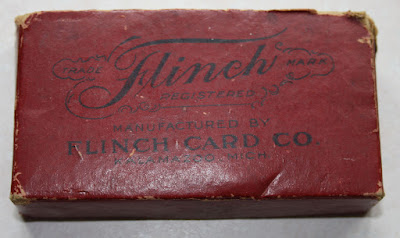 TRADE Flinch MARK
REGISTERED
MANUFACTURED BY
FLINCH CARD CO.
KALAMAZOO, MICH.